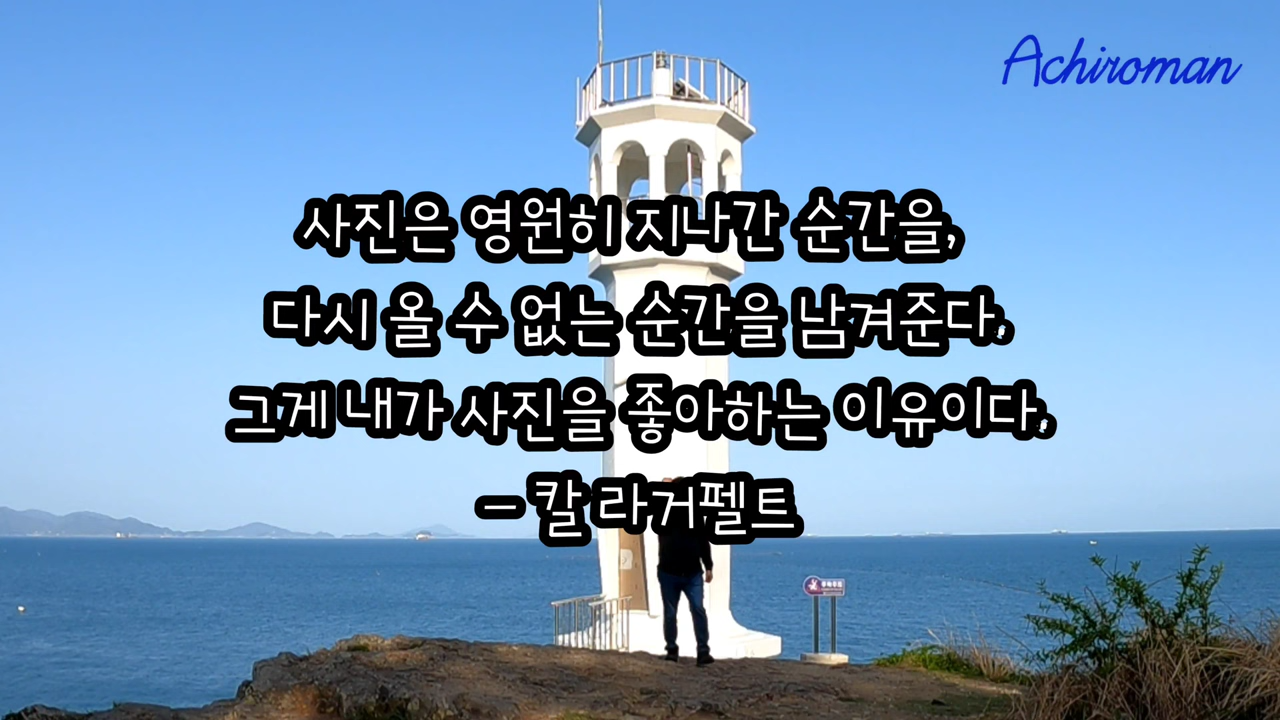 Achiroman
사진은 영원히 지나간 순간을,
다시 올 수 없는 순간을 남겨준다.
그게 내가 사진을 좋아하는 이유이다.
- 칼 라거펠트